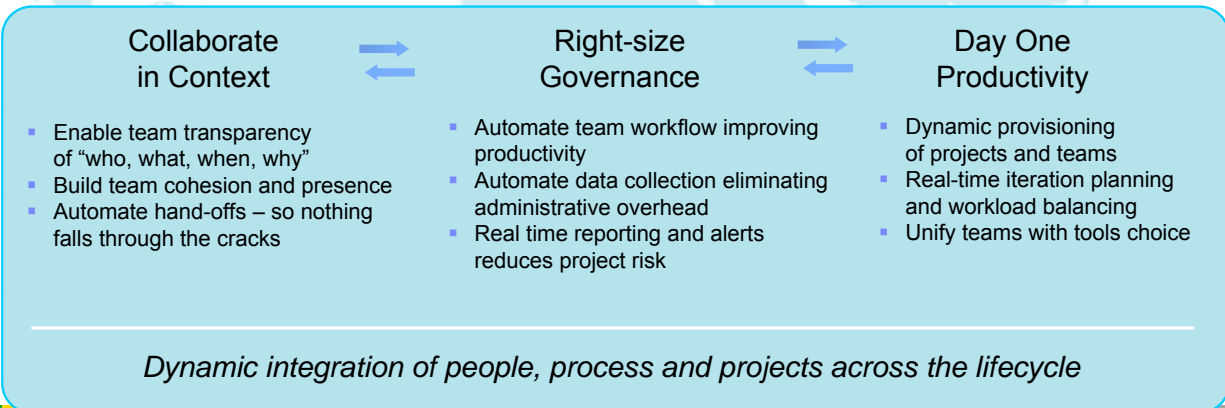 Collaborate
in Context
▪ Enable team transparency
of “who, what, when, why”
▪ Build team cohesion and presence
▪ Automate hand-offs – so nothing
falls through the cracks
Right-size
Governance
▪ Automate team workflow improving
productivity
▪ Automate data collection eliminating
administrative overhead
▪ Real time reporting and alerts
reduces project risk
Day One
Productivity
▪ Dynamic provisioning
of projects and teams
▪ Real-time iteration planning
and workload balancing
▪ Unify teams with tools choice
Dynamic integration of people, process and projects across the lifecycle